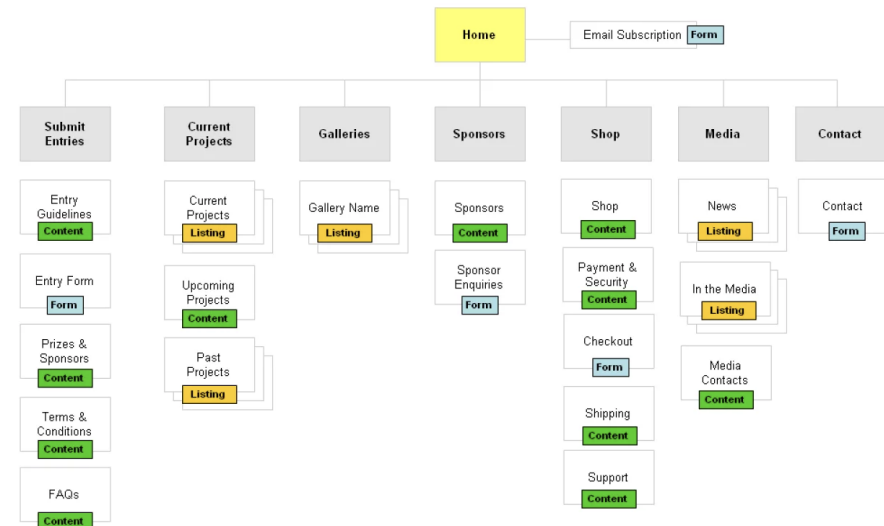 Home
Email Subscription
Form
Submit
Entries
Current
Projects
Galleries
Sponsors
Shop
Media
Contact
Entry
Guidelines
Content
Entry Form
Form
Prizes &
Sponsors
Content
Terms &
Conditions
Content
FAQs
Content
Current
Projects
Listing
Upcoming
Projects
Content
Past
Projects
Listing
Gallery Name
Listing
Sponsors
Content
Sponsor
Enquiries
Form
Shop
Content
Payment &
Security
Content
Checkout
Form
Shipping
Content
Support
Content
News
Listing
In the Media
Listing
Media
Contacts
Content
Contact
Form